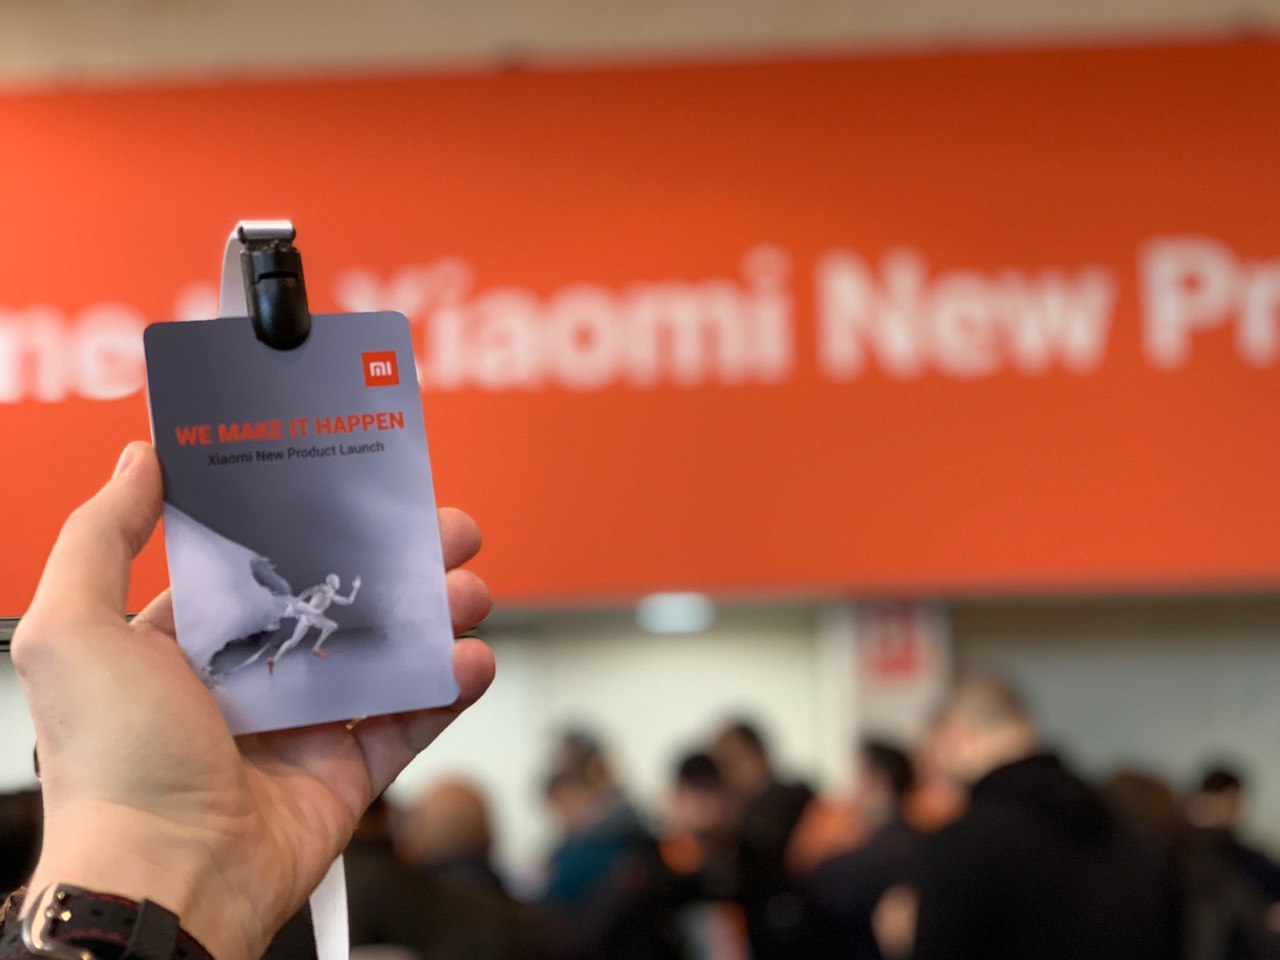 mi
WE MAKE IT HAPPEN
Xiaomi New Product Launch
Xiaomi New